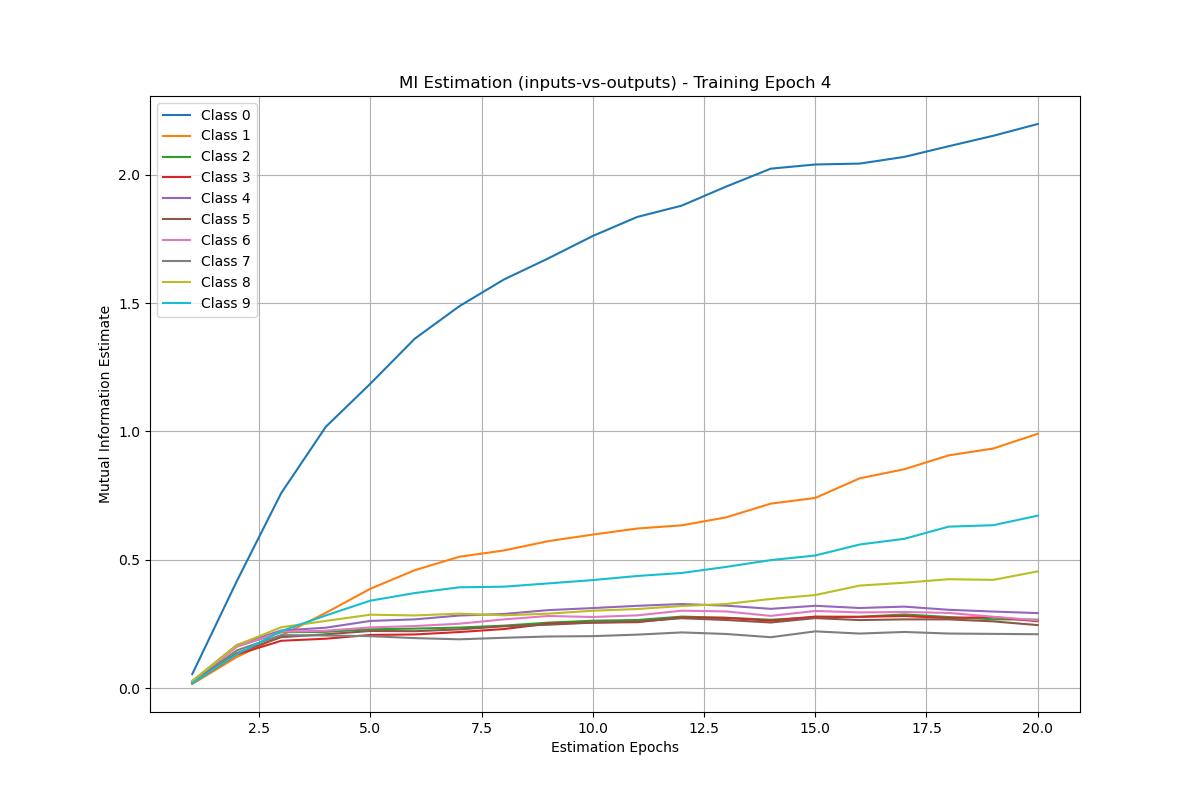 MI Estimation (inputs-vs-outputs) - Training Epoch 4
Class 0
Class 1
Class 2
Class 3
Class 4
Class 5
Class 6
Class 7
Class 8
Class 9
Mutual Information Estimate
2.0
1.5
1.0
0.5
0.0
2.5 5.0 7.5 10.0 12.5 15.0 17.5 20.0
Estimation Epochs